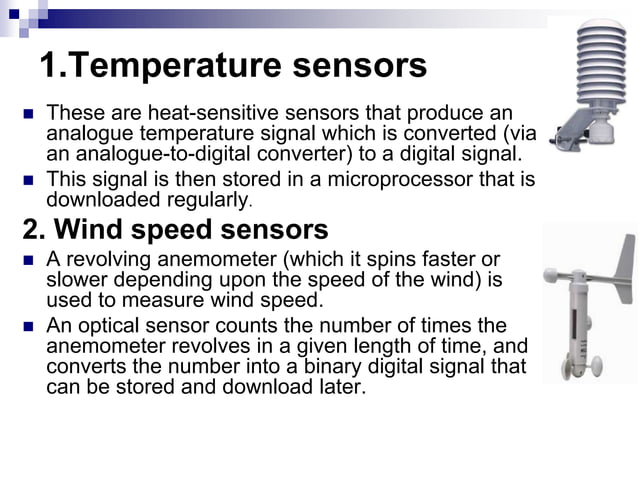 1.Temperature sensors
These are heat-sensitive sensors that produce an
analogue temperature signal which is converted (via
an analogue-to-digital converter) to a digital signal.
This signal is then stored in a microprocessor that is
downloaded regularly.
2. Wind speed sensors
A revolving anemometer (which it spins faster or
slower depending upon the speed of the wind) is
used to measure wind speed.
An optical sensor counts the number of times the
anemometer revolves in a given length of time, and
converts the number into a binary digital signal that
can be stored and download later.